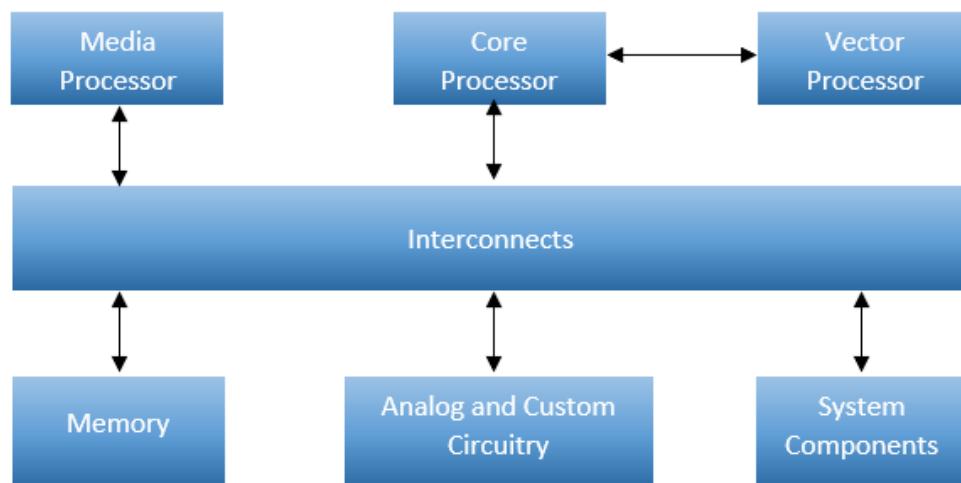 Media
Processor
Core
Processor
Vector
Processor
Interconnects
Memory
Analog and Custom
Circuitry
System
Components